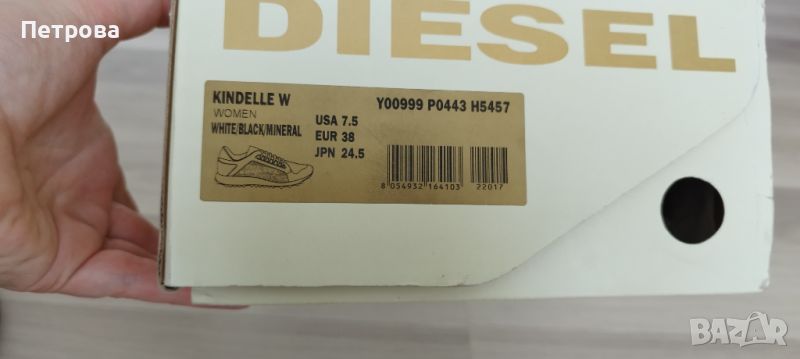 Петрова
DIESEL
KINDELLE W
WOMEN
WHITE/BLACK/MINERAL
USA 7.5
EUR 38
JPN 24.5
Y00999 P0443 H5457
8 054932 164103
22017
BAZAR